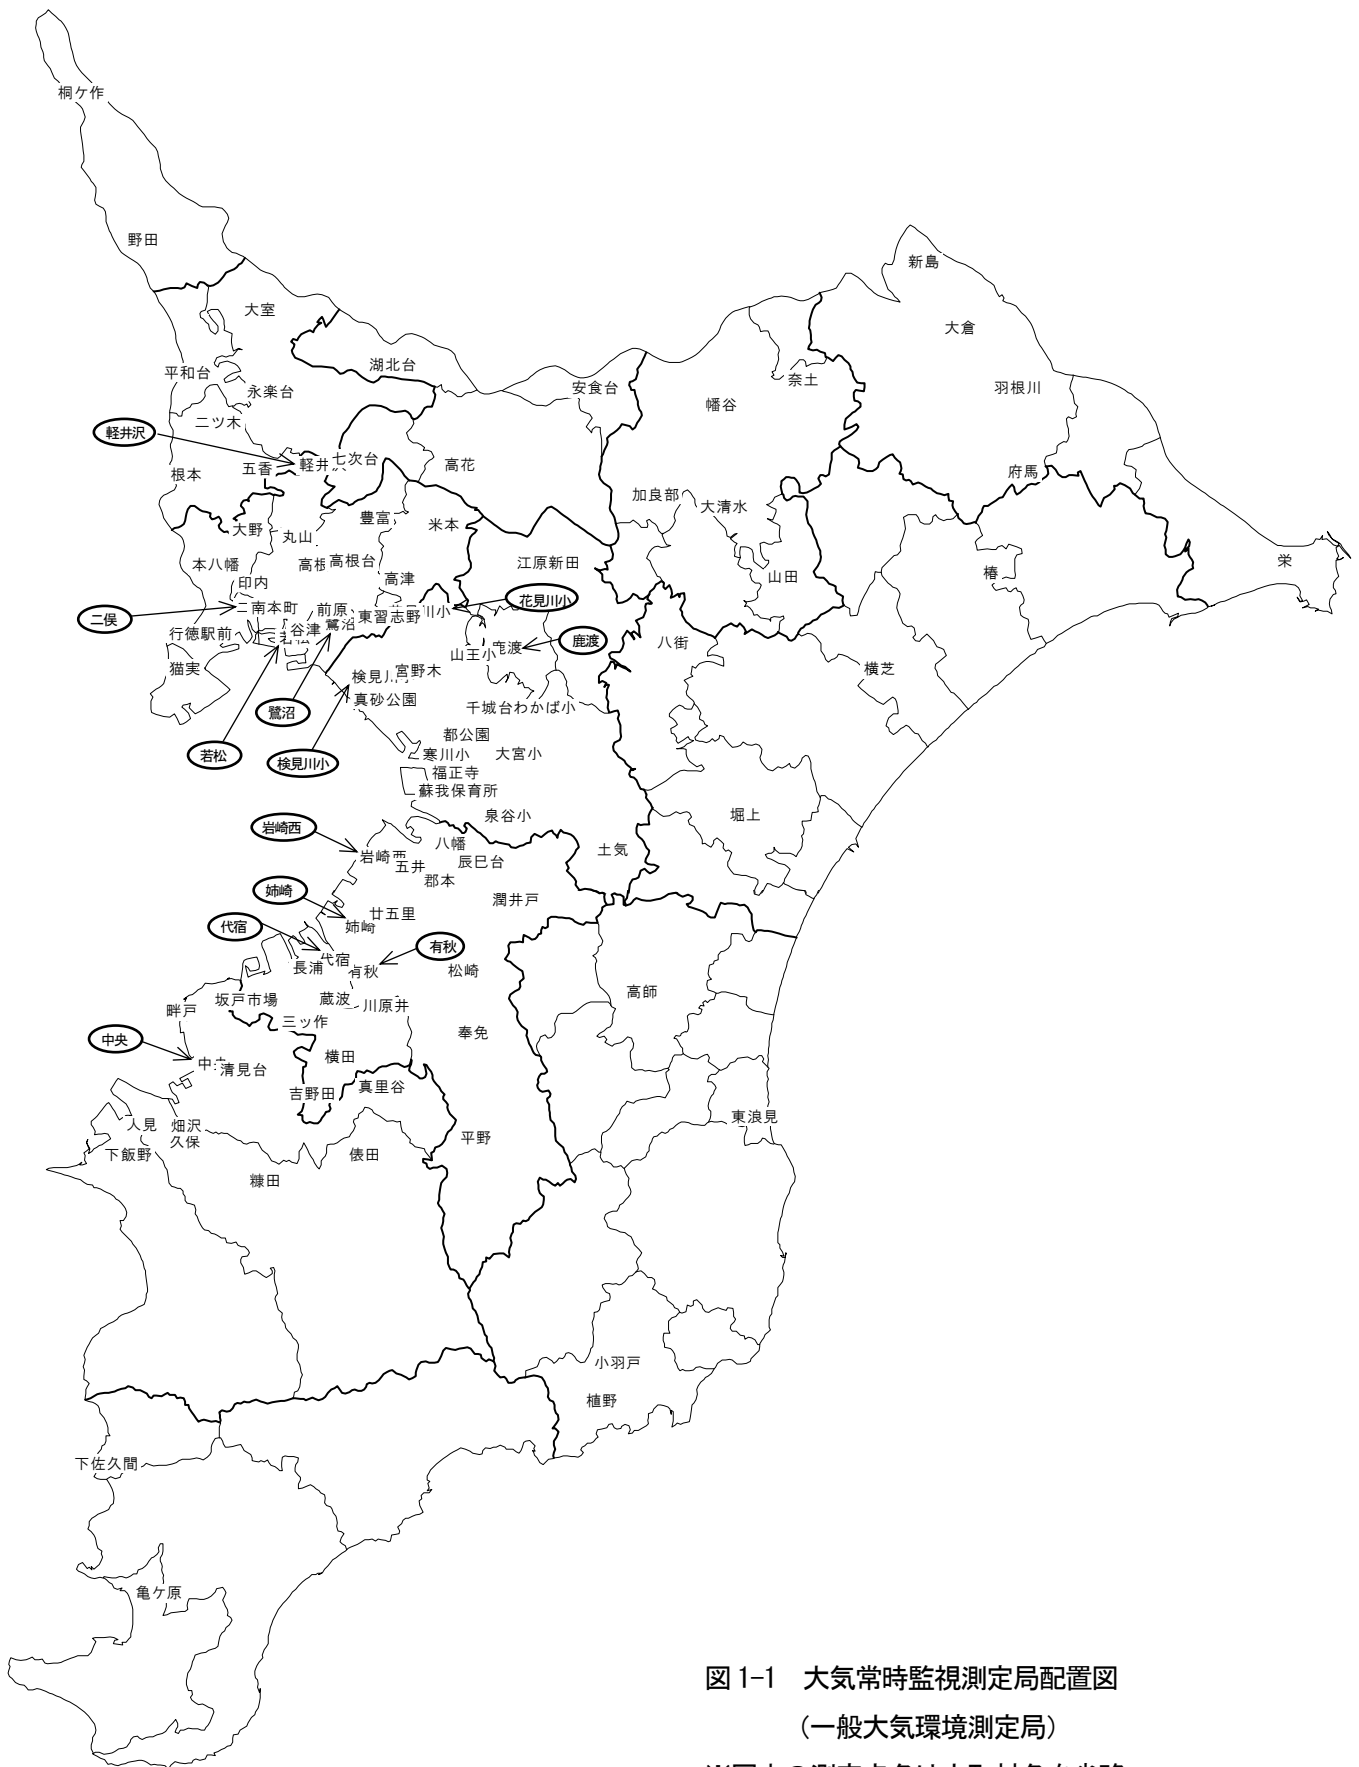 桐ケ作
野田
新島
大室
大倉
湖北台
平和台
奈土
安食台
羽根川
永楽台
幡谷
二ツ木
軽井沢
七次台
軽井
五香
高花
根本
府馬
加良部
大清水
豊富
米本
大野
丸山
本八幡
高根台
江原新田
栄
椿
山田
高津
印内
花見川小
南本町
前原
東習志野
川小
二俣
谷津
鷺沼
行徳駅前
八街
鹿渡
鹿渡
山王小
猫実
横芝
宮野木
検見川
真砂公園
千城台わかば小
鷺沼
都公園
若松
寒川小
大宮小
検見川小
福正寺
蘇我保育所
泉谷小
堀上
岩崎西
八幡
土気
岩崎
五井
辰巳台
郡本
姉崎
潤井戸
廿五里
代宿
姉崎
有秋
代宿
長浦
有秋
松崎
高師
坂戸市場
蔵波
川原井
畔戸
三ッ作
奉免
中央
横田
清見台
真里谷
吉野田
東浪見
人見
畑沢
久保
平野
下飯野
俵田
糠田
小羽戸
植野
下佐久間
亀ケ原
図1-1 大気常時監視測定局配置図
(一般大気環境測定局)